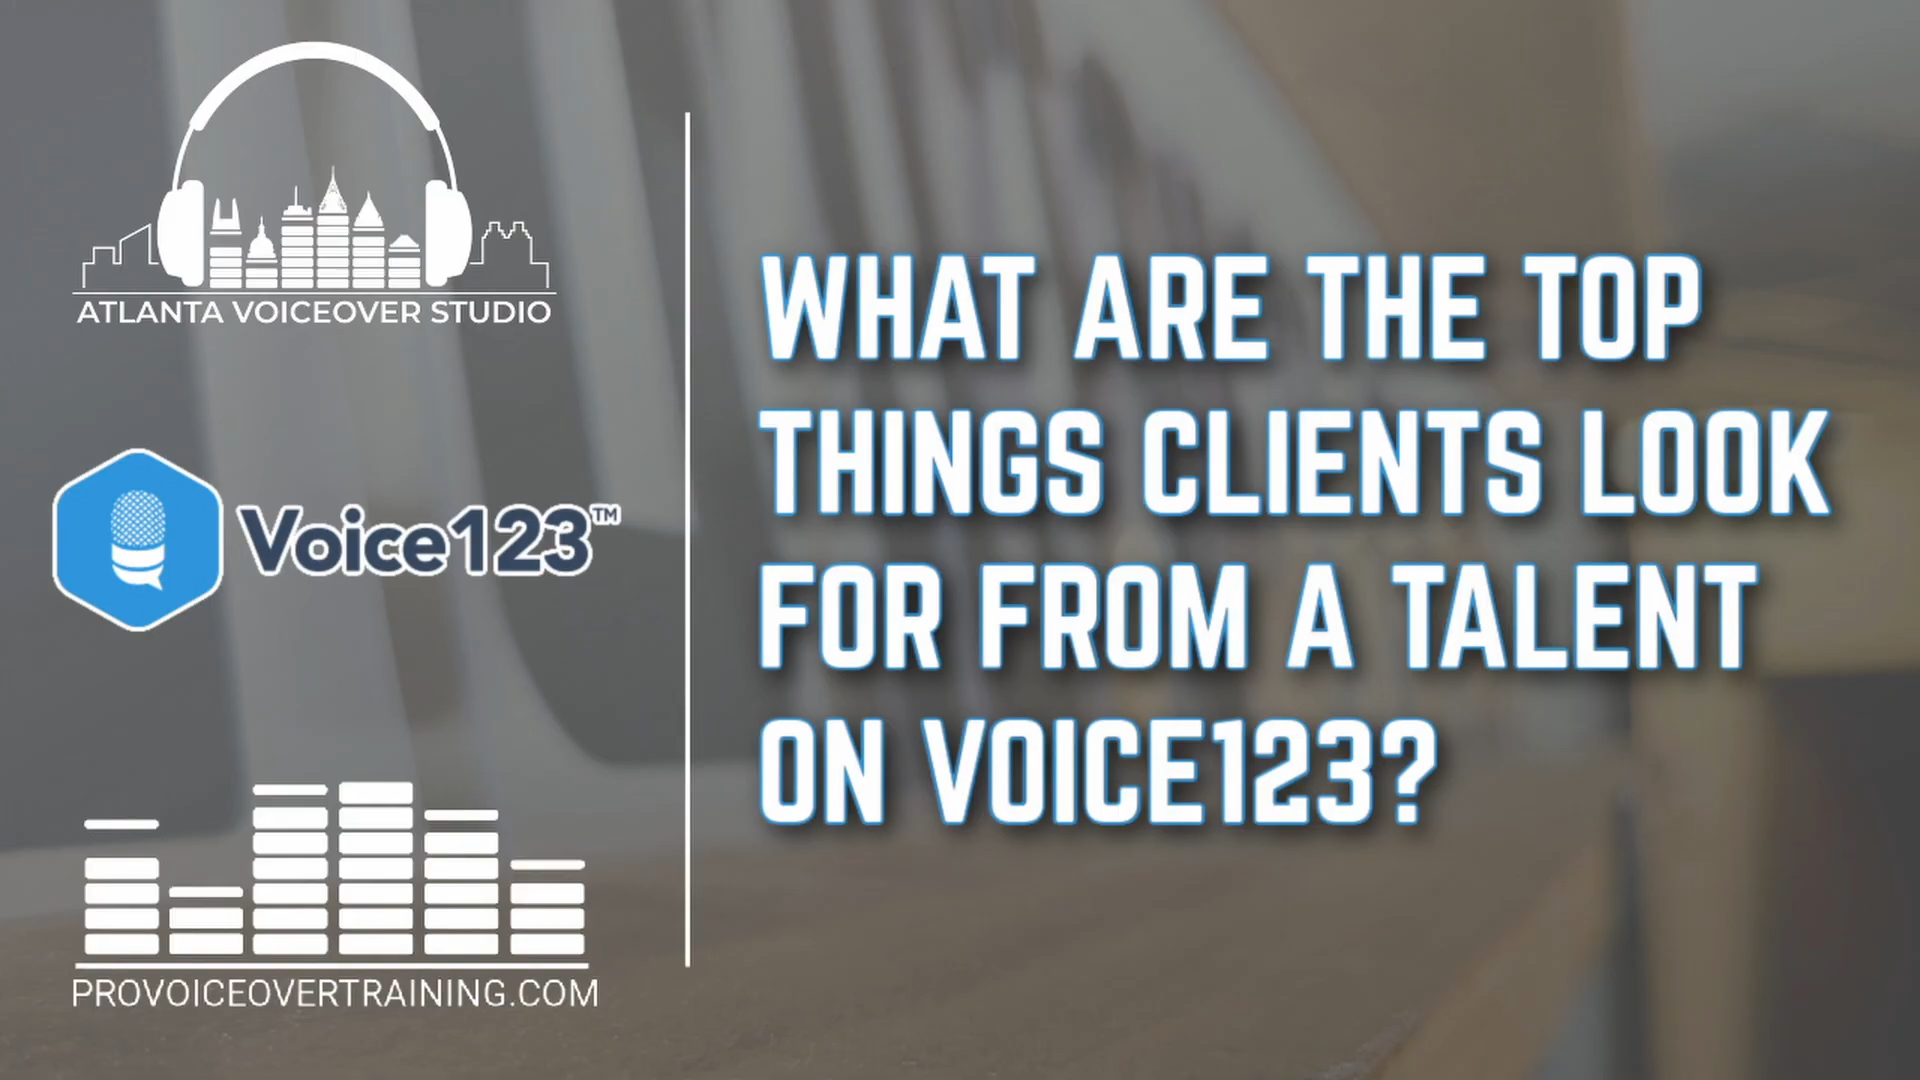 ATLANTA VOICEOVER STUDIO
Voice123™
PROVOICEOVERTRAINING.COM
WHAT ARE THE TOP
THINGS CLIENTS LOOK
FOR FROM A TALENT
ON VOICE123?